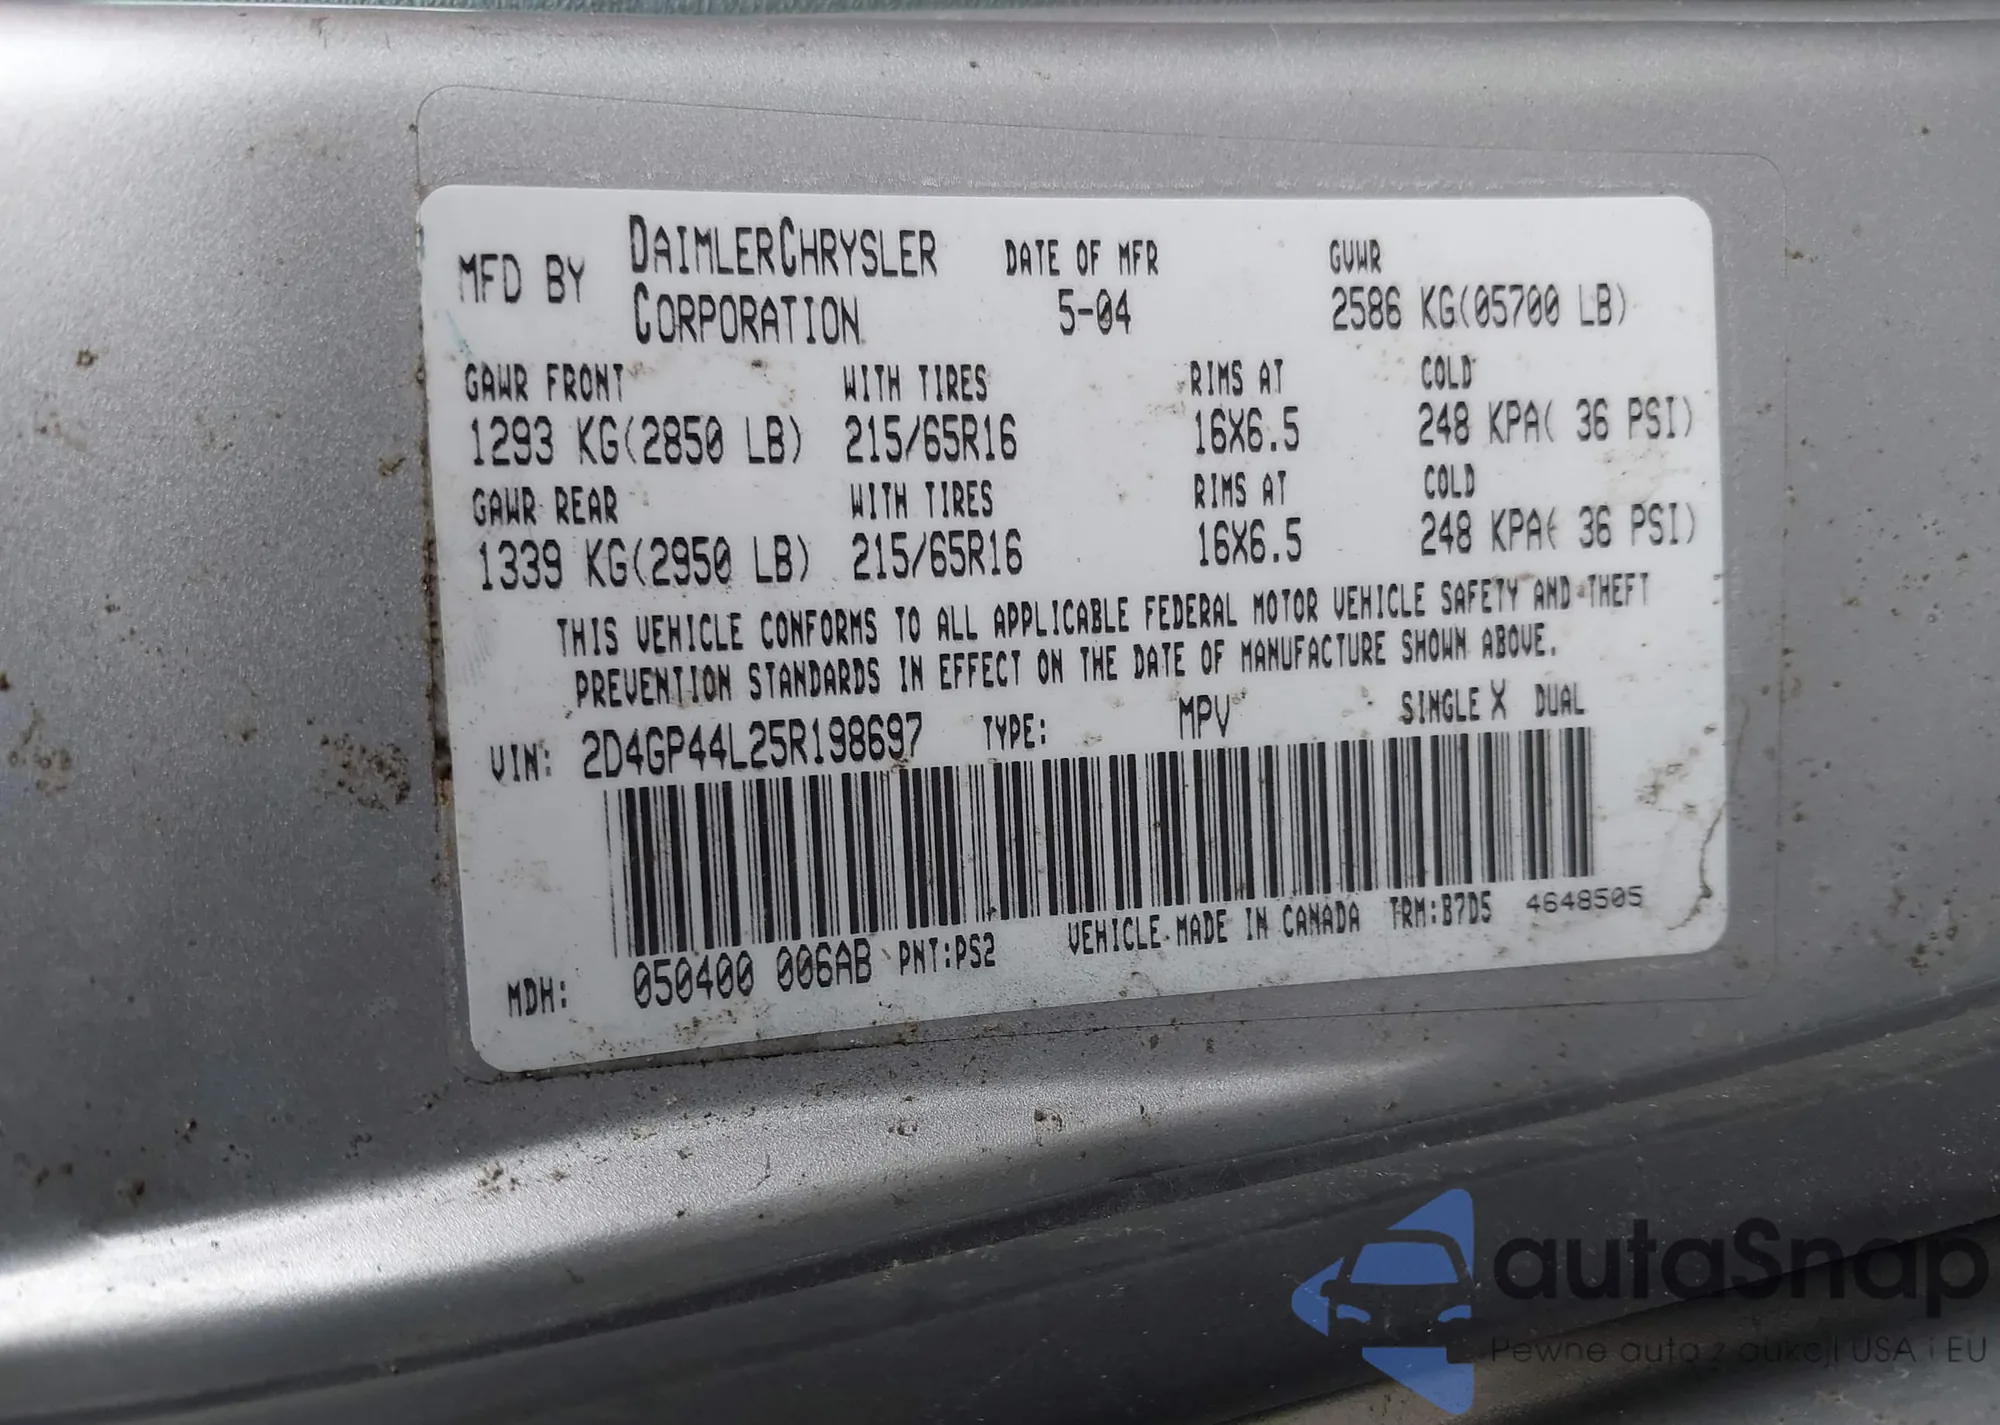 MFD BY DAIMLERCHRYSLER CORPORATION DATE OF MFR 5-04 GVWR 2586 KG(05700 LB)
GAWR FRONT WITH TIRES RIMS AT COLD
1293 KG(2850 LB) 215/65R16 16X6.5 248 KPA( 36 PSI)
GAWR REAR WITH TIRES RIMS AT COLD
1339 KG(2950 LB) 215/65R16 16X6.5 248 KPA( 36 PSI)
THIS VEHICLE CONFORMS TO ALL APPLICABLE FEDERAL MOTOR VEHICLE SAFETY AND THEFT
PREVENTION STANDARDS IN EFFECT ON THE DATE OF MANUFACTURE SHOWN ABOVE.
VIN: 2D4GP44L25R198697 TYPE: MPV SINGLE X DUAL
MDH: 050400 006AB PNT:PS2 VEHICLE MADE IN CANADA TRM:B7D5 4648505
autaSnap
Pewne auta z aukcji USA i EU